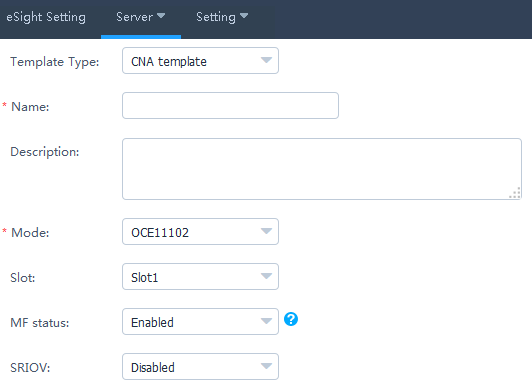 eSight Setting Server Setting
Template Type: CNA template
* Name:
Description:
* Mode: OCE11102
Slot: Slot1
MF status: Enabled ?
SRIOV: Disabled